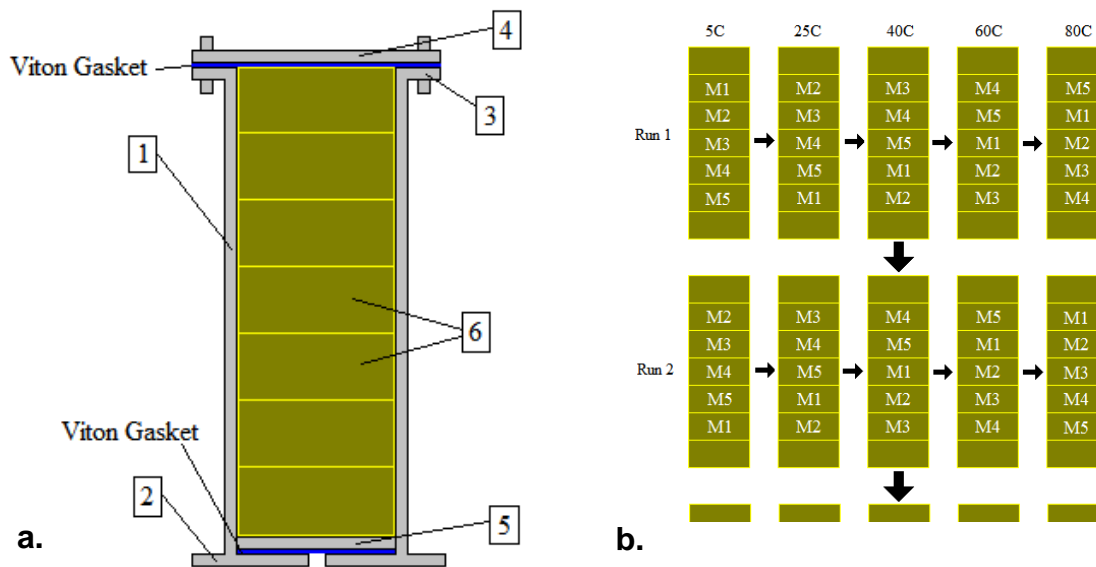 4
Viton Gasket
3
1
6
Viton Gasket
2
5
a.
5C 25C 40C 60C 80C
M1 M2 M3 M4 M5
M2 M3 M4 M5 M1
Run 1 M3 M4 M5 M1 M2
M4 M5 M1 M2 M3
M5 M1 M2 M3 M4
M2 M3 M4 M5 M1
M3 M4 M5 M1 M2
Run 2 M4 M5 M1 M2 M3
M5 M1 M2 M3 M4
M1 M2 M3 M4 M5
b.